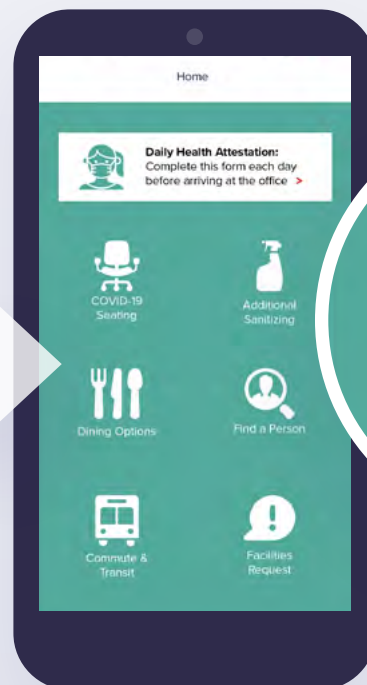 Home
Daily Health Attestation:
Complete this form each day
before arriving at the office >
COVID-19
Seating
Additional
Sanitizing
Dining Options
Find a Person
Commute &
Transit
Facilities
Request